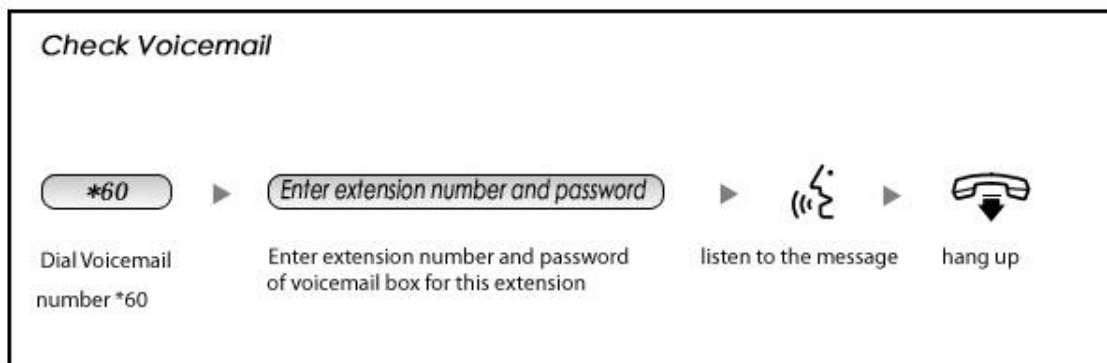 Check Voicemail
*60
Enter extension number and password
Dial Voicemail
number *60
Enter extension number and password
of voicemail box for this extension
listen to the message
hang up